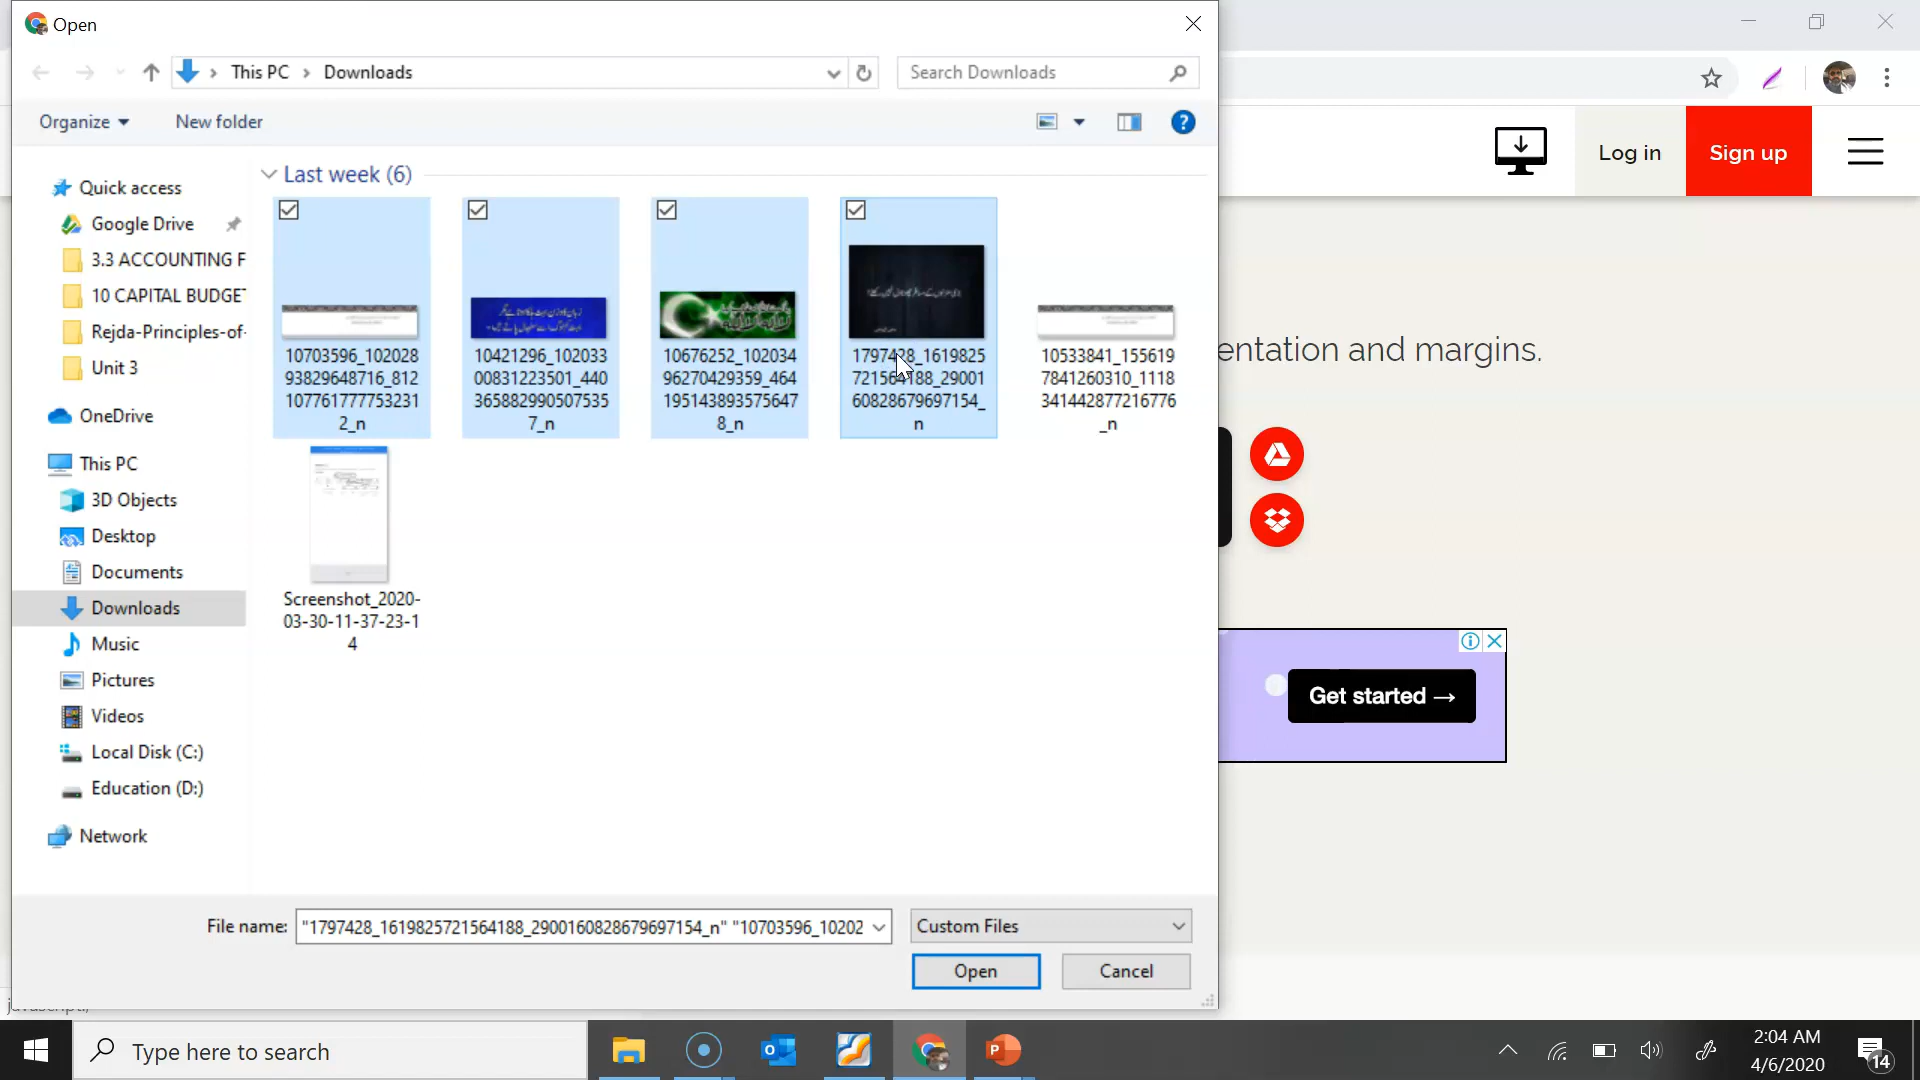 Open
This PC
Downloads
Search Downloads
Organize
New folder
Log in
Sign up
Quick access
Google Drive
3.3 ACCOUNTING F
10 CAPITAL BUDGET
Rejda-Principles-of-
Unit 3
OneDrive
This PC
3D Objects
Desktop
Documents
Downloads
Music
Pictures
Videos
Local Disk (C:)
Education (D:)
Network
Last week (6)
10703596_102028
93829648716_812
107761777753231
2_n
10421296_102033
00831223501_440
365882990507535
7_n
10676252_102034
96270429359_464
195143893575647
8_n
1797428_1619825
721564188_29001
60828679697154_
n
10533841_155619
7841260310_1118
341442877216776
_n
Screenshot_2020-
03-30-11-37-23-1
4
entation and margins.
Get started →
File name:
"1797428_1619825721564188_2900160828679697154_n" "10703596_10202
Custom Files
Open
Cancel
Type here to search
2:04 AM
4/6/2020
14